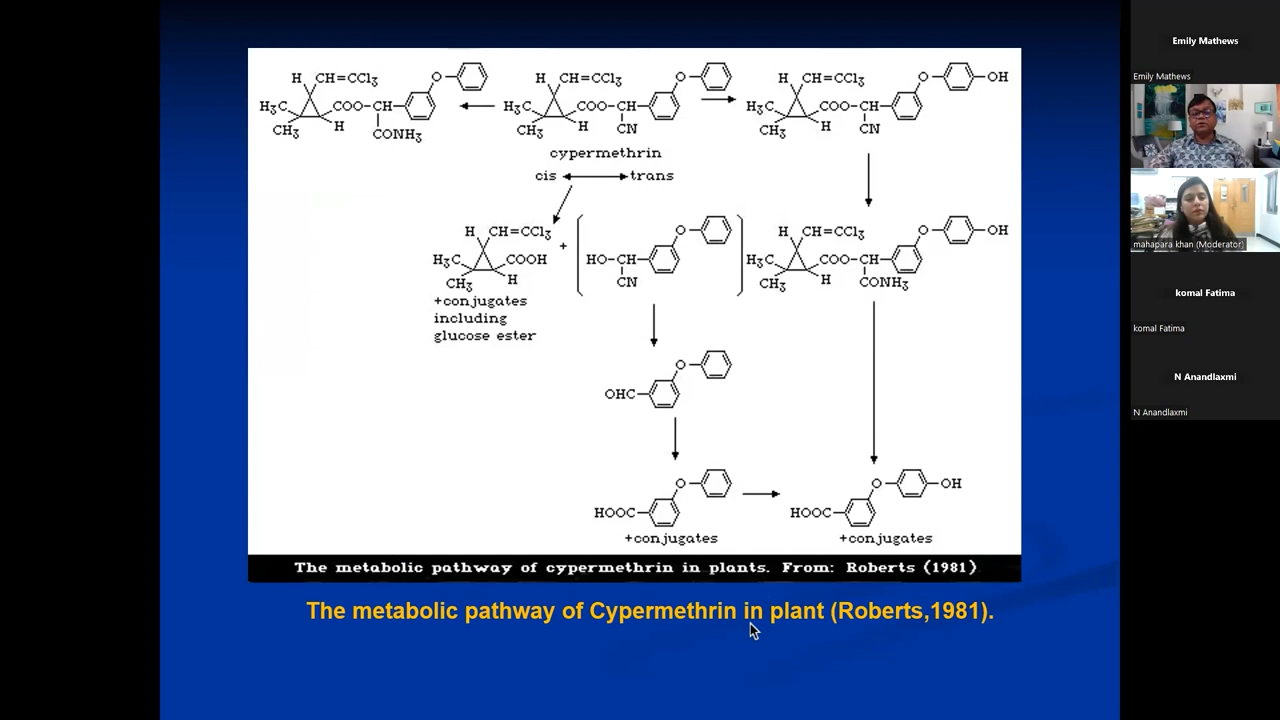 H CH=CCl3 O
H3C COO-CH
CH3 H CONH3
H CH=CCl3 O
H3C COO-CH
CH3 H CN
cypermethrin
cis trans
H CH=CCl3 O OH
H3C COO-CH
CH3 H CN
H CH=CCl3
H3C COOH
CH3 H
+conjugates
including
glucose ester
+
O
HO-CH
CN
H CH=CCl3 O OH
H3C COO-CH
CH3 H CONH3
O
OHC
O
HOOC
+conjugates
O OH
HOOC
+conjugates
The metabolic pathway of cypermethrin in plants. From: Roberts (1981)
The metabolic pathway of Cypermethrin in plant (Roberts,1981).
Emily Mathews
Emily Mathews
mahapara khan (Moderator)
komal Fatima
komal Fatima
N Anandlaxmi
N Anandlaxmi